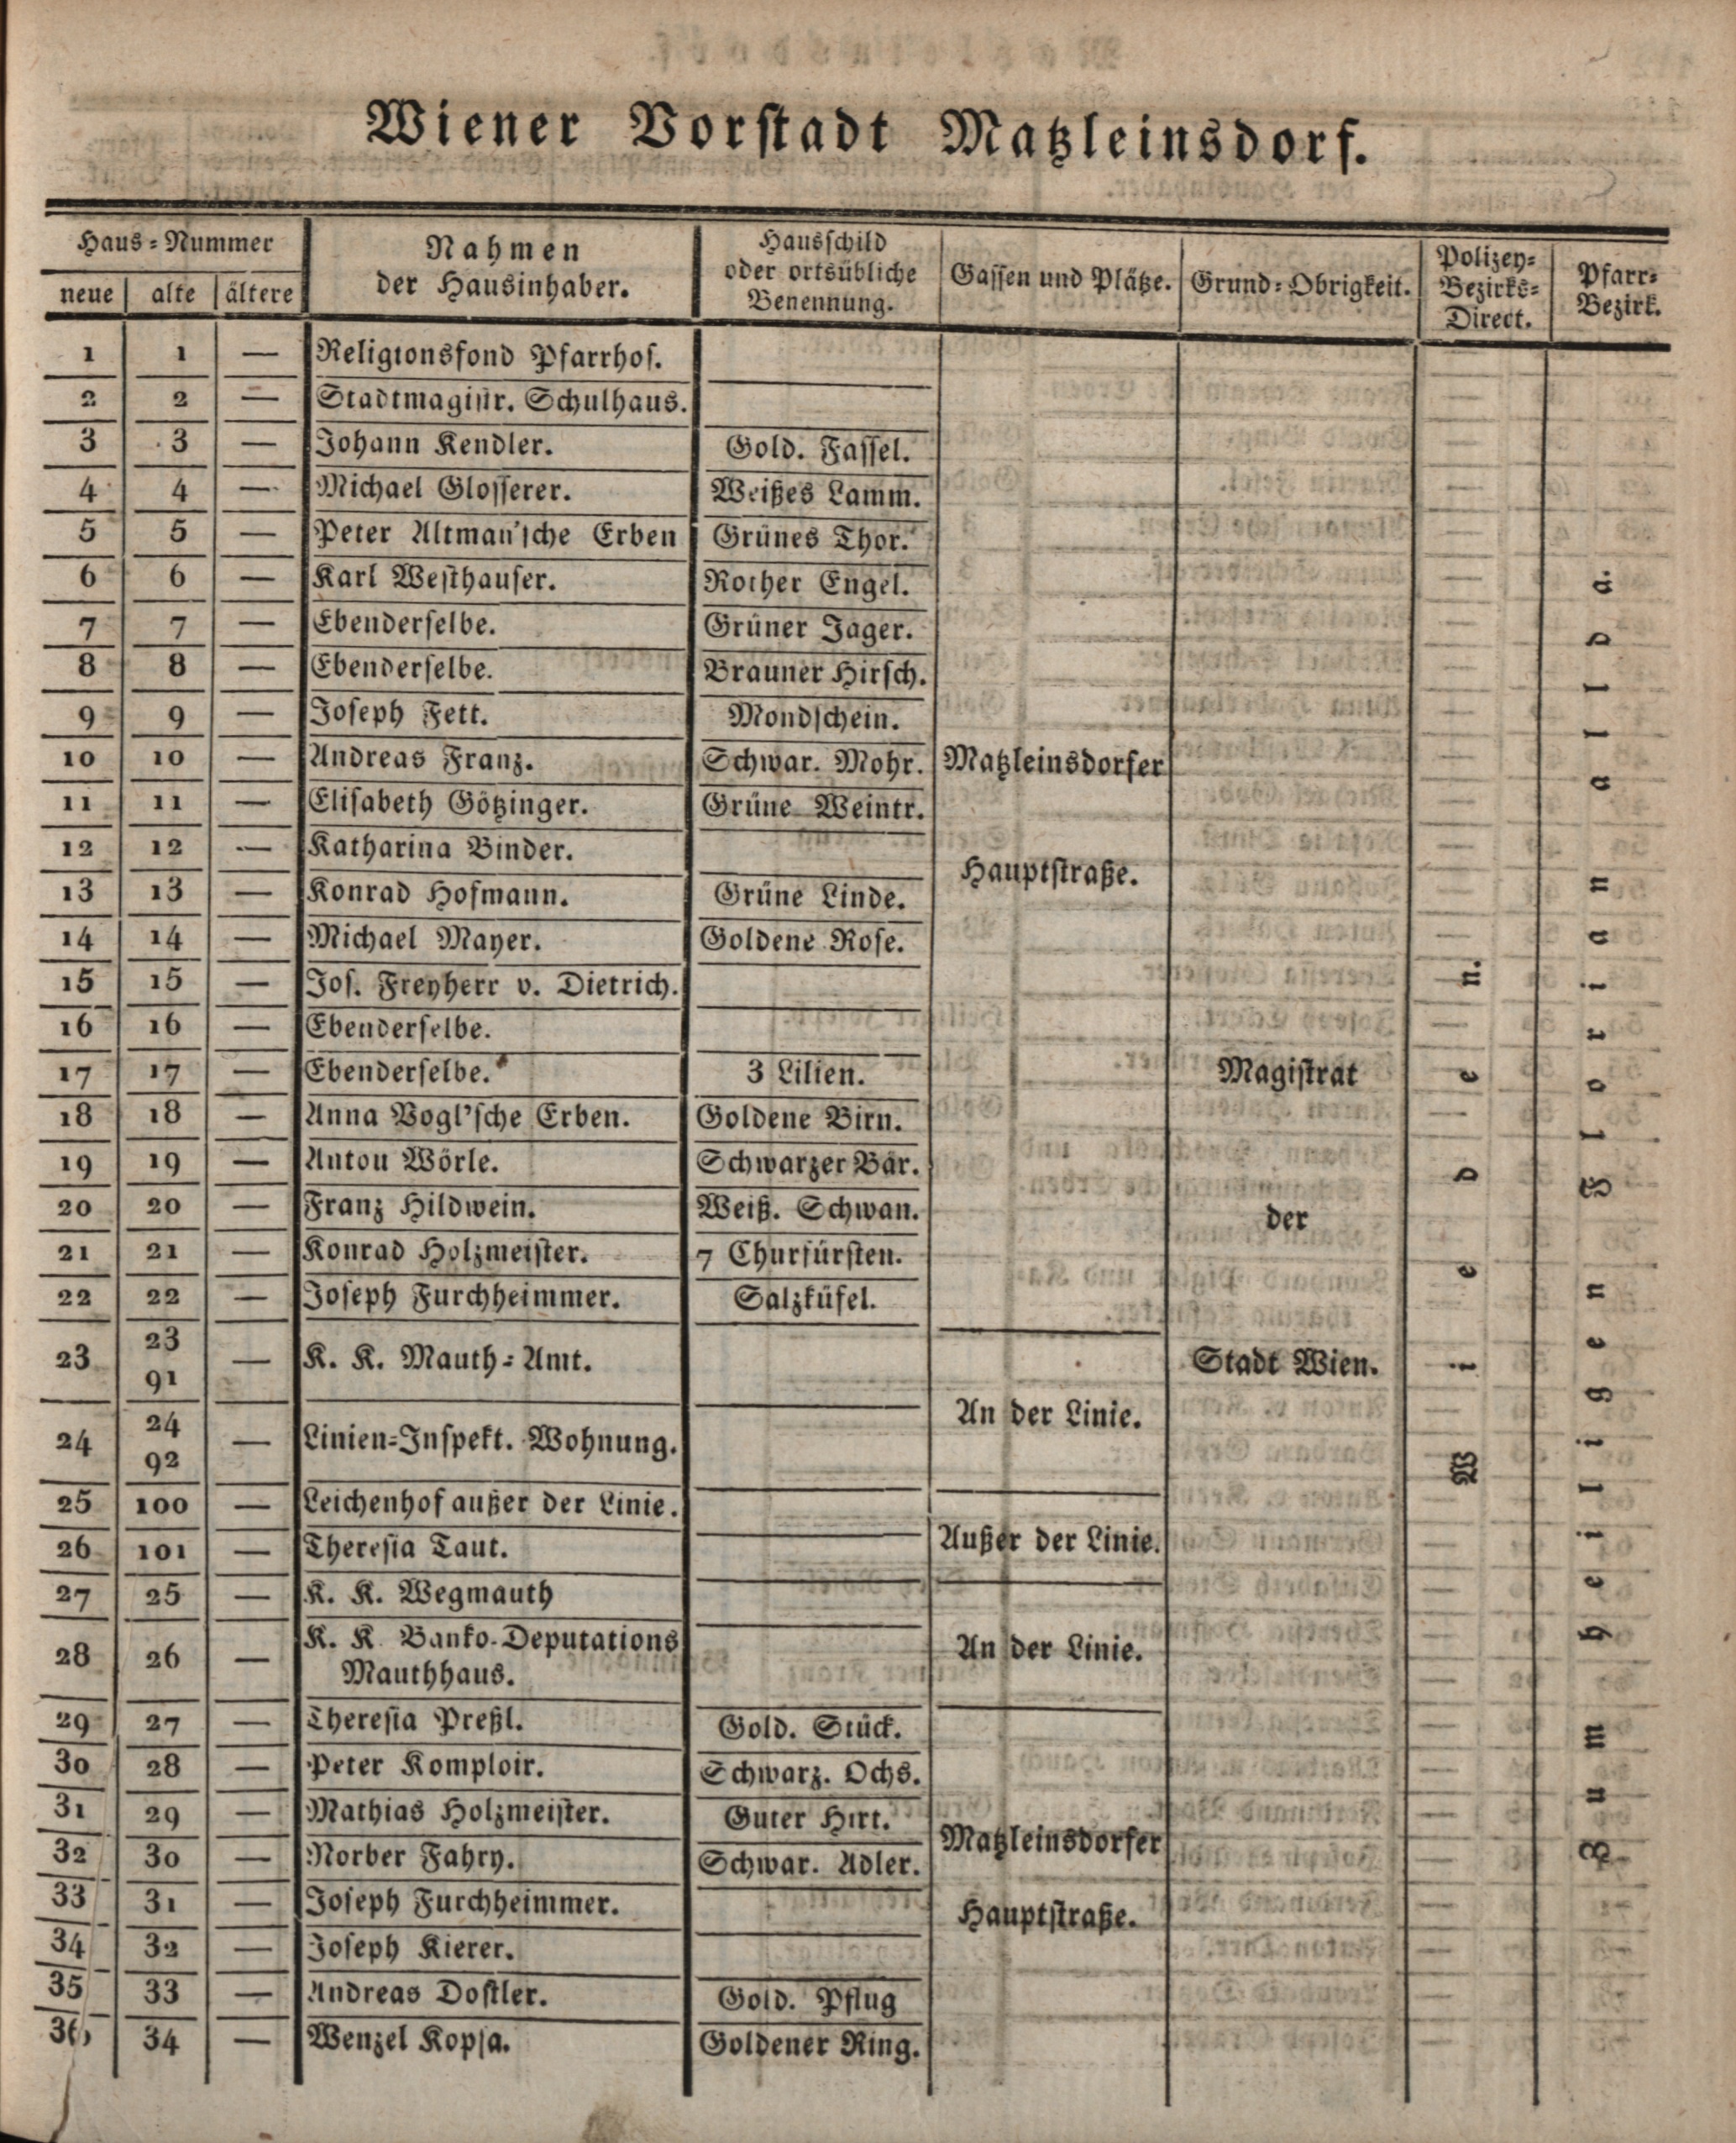 Wiener Vorstadt Matzleinsdorf.
Haus-Nummer
neue alte ältere
Nahmen
der Hausinhaber.
Hausschild
oder ortsübliche
Benennung.
Gassen und Plätze.
Grund-Obrigkeit.
Polizey-
Bezirks-
Direct.
Pfarr-
Bezirk.
1 1 — Religionsfond Pfarrhof.
2 2 — Stadtmagistr. Schulhaus.
3 3 — Johann Kendler. Gold. Fassel.
4 4 — Michael Glosserer. Weißes Lamm.
5 5 — Peter Altman'sche Erben Grünes Thor.
6 6 — Karl Westhauser. Rother Engel.
7 7 — Ebenderselbe. Grüner Jager.
8 8 — Ebenderselbe. Brauner Hirsch.
9 9 — Joseph Fett. Mondschein.
10 10 — Andreas Franz. Schwar. Mohr. Matzleinsdorfer
11 11 — Elisabeth Götzinger. Grüne Weintr.
12 12 — Katharina Binder.
Hauptstraße.
13 13 — Konrad Hofmann. Grüne Linde.
14 14 — Michael Mayer. Goldene Rose.
15 15 — Jos. Freyherr v. Dietrich.
16 16 — Ebenderselbe.
17 17 — Ebenderselbe. 3 Lilien. Magistrat
18 18 — Anna Vogl'sche Erben. Goldene Birn.
19 19 — Anton Wörle. Schwarzer Bär.
20 20 — Franz Hildwein. Weiß. Schwan. der
21 21 — Konrad Holzmeister. 7 Churfürsten.
22 22 — Joseph Furchheimmer. Salzküfel.
23 23 91 — K. K. Mauth-Amt. Stadt Wien.
An der Linie.
24 24 92 — Linien-Inspekt. Wohnung.
25 100 — Leichenhof außer der Linie.
Außer der Linie.
26 101 — Theresia Taut.
27 25 — K. K. Wegmauth
28 26 — K. K. Banko-Deputations
Mauthhaus.
An der Linie.
29 27 — Theresia Preßl. Gold. Stück.
30 28 — Peter Komploir. Schwarz. Ochs.
31 29 — Mathias Holzmeister. Guter Hirt.
Matzleinsdorfer
32 30 — Norber Fahry. Schwar. Adler.
33 31 — Joseph Furchheimmer.
Hauptstraße.
34 32 — Joseph Kierer.
35 33 — Andreas Dostler. Gold. Pflug
36 34 — Wenzel Kopsa. Goldener Ring.
Wieden.
Zum heiligen Florian allda.